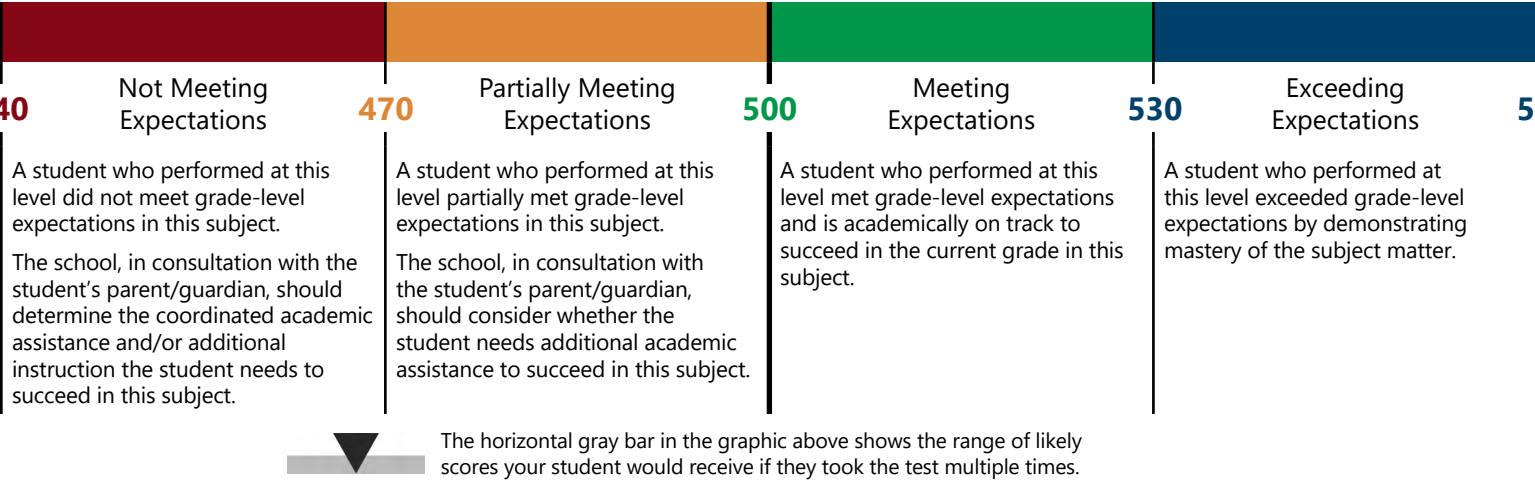 Not Meeting
Expectations
Partially Meeting
Expectations
Meeting
Expectations
Exceeding
Expectations
40
470
500
530
5
A student who performed at this
level did not meet grade-level
expectations in this subject.
The school, in consultation with the
student's parent/guardian, should
determine the coordinated academic
assistance and/or additional
instruction the student needs to
succeed in this subject.
A student who performed at this
level partially met grade-level
expectations in this subject.
The school, in consultation with
the student's parent/guardian,
should consider whether the
student needs additional academic
assistance to succeed in this subject.
A student who performed at this
level met grade-level expectations
and is academically on track to
succeed in the current grade in this
subject.
A student who performed at
this level exceeded grade-level
expectations by demonstrating
mastery of the subject matter.
The horizontal gray bar in the graphic above shows the range of likely
scores your student would receive if they took the test multiple times.